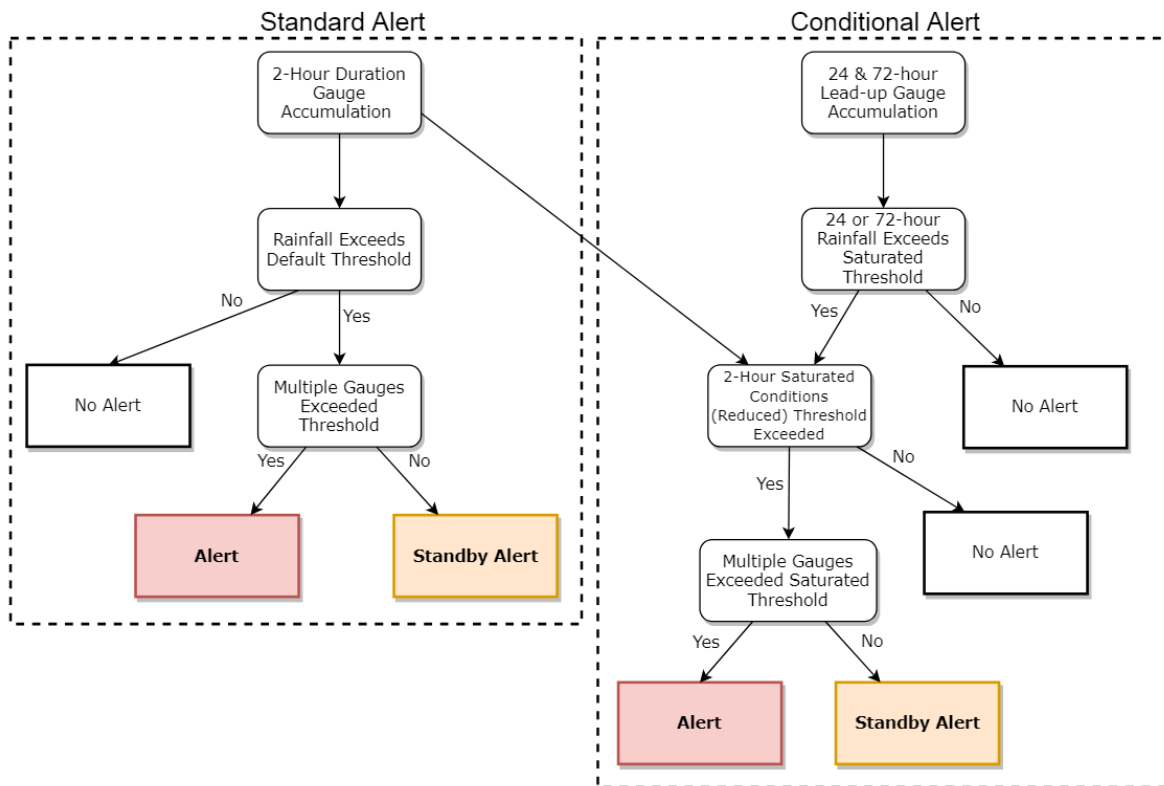 Standard Alert
2-Hour Duration
Gauge
Accumulation
Rainfall Exceeds
Default Threshold
No
Yes
No Alert
Multiple Gauges
Exceeded
Threshold
Yes
No
Alert
Standby Alert
Conditional Alert
24 & 72-hour
Lead-up Gauge
Accumulation
24 or 72-hour
Rainfall Exceeds
Saturated
Threshold
Yes
No
2-Hour Saturated
Conditions
(Reduced) Threshold
Exceeded
No Alert
Yes
No
Multiple Gauges
Exceeded Saturated
Threshold
No Alert
Yes
No
Alert
Standby Alert